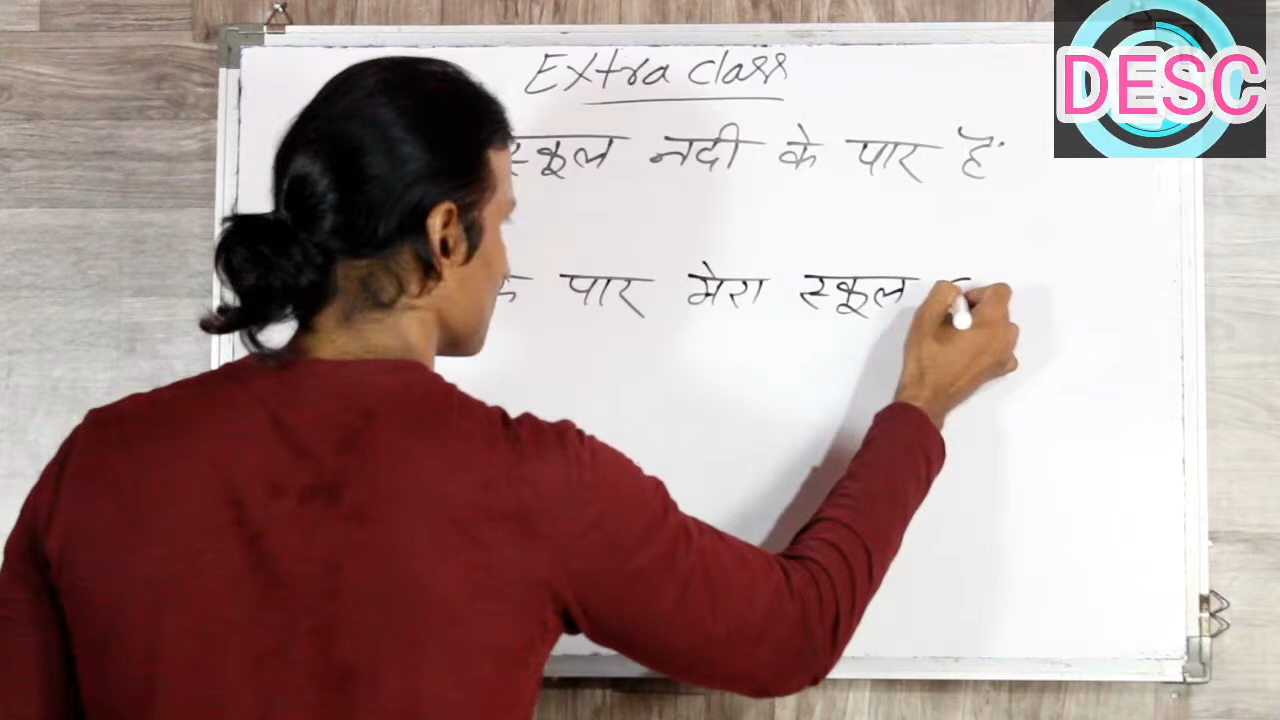 Extra class
DESC
स्कूल नदी के पार हैं
के पार मेरा स्कूल